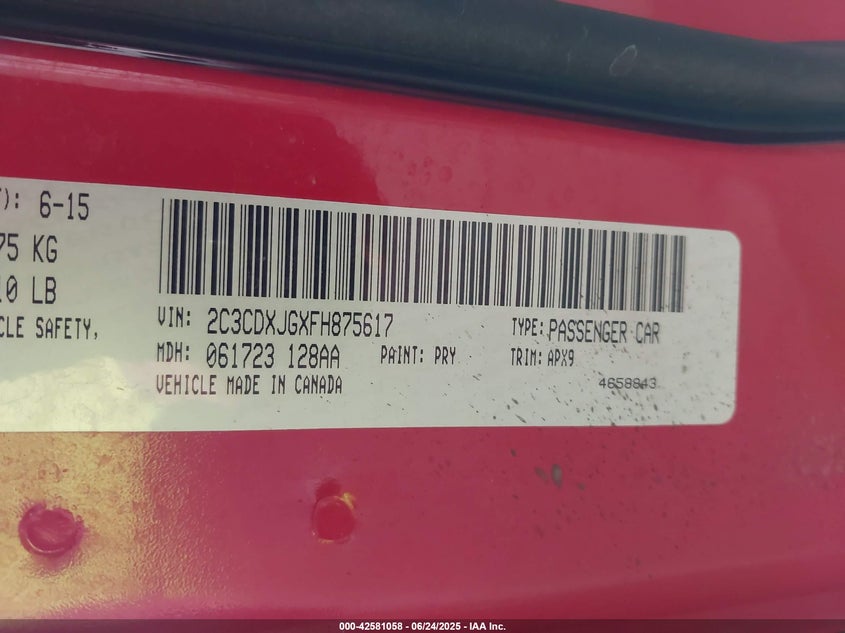 ): 6-15
75 KG
10 LB
CLE SAFETY,
VIN: 2C3CDXJGXFH875617
TYPE: PASSENGER CAR
MDH: 061723 128AA PAINT: PRY TRIM: APX9
VEHICLE MADE IN CANADA
4658843
000-42581058 - 06/24/2025 - IAA Inc.